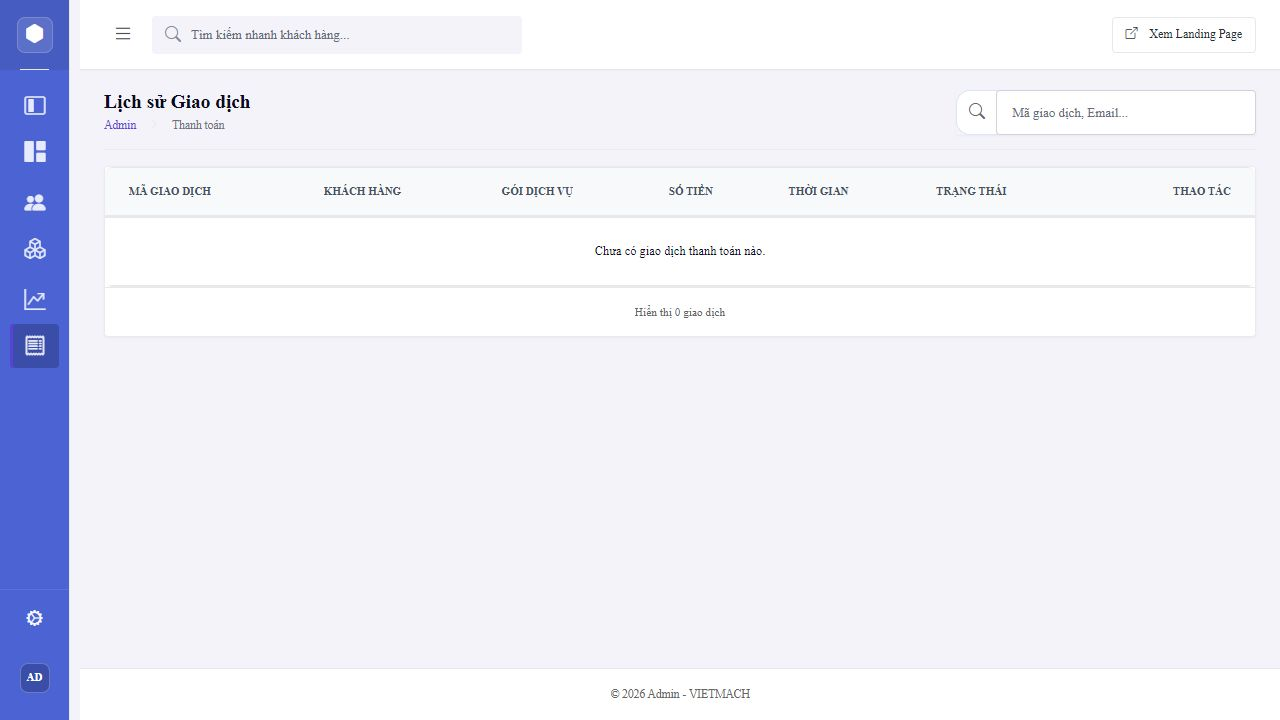 Tìm kiếm nhanh khách hàng...
Xem Landing Page
Lịch sử Giao dịch
Admin
Thanh toán
Mã giao dịch, Email...
MÃ GIAO DỊCH KHÁCH HÀNG GÓI DỊCH VỤ SỐ TIỀN THỜI GIAN TRẠNG THÁI THAO TÁC
Chưa có giao dịch thanh toán nào.
Hiển thị 0 giao dịch
AD
© 2026 Admin - VIETMACH